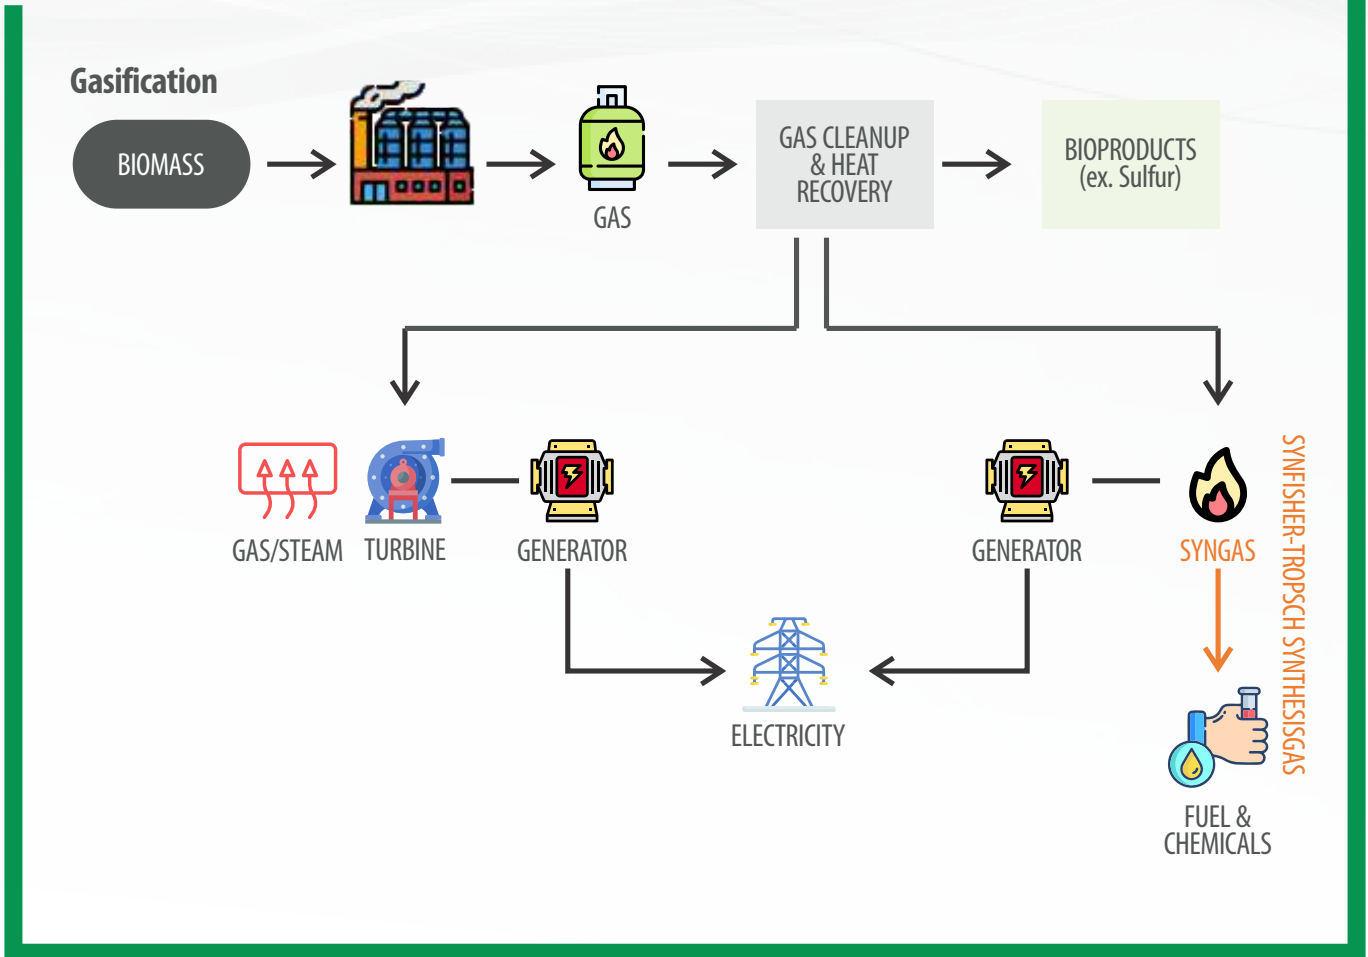 Gasification
BIOMASS
GAS
GAS CLEANUP
& HEAT
RECOVERY
BIOPRODUCTS
(ex. Sulfur)
GAS/STEAM
TURBINE
GENERATOR
GENERATOR
SYNGAS
SYNFISHER-TROPSCH SYNTHESISGAS
ELECTRICITY
FUEL &
CHEMICALS